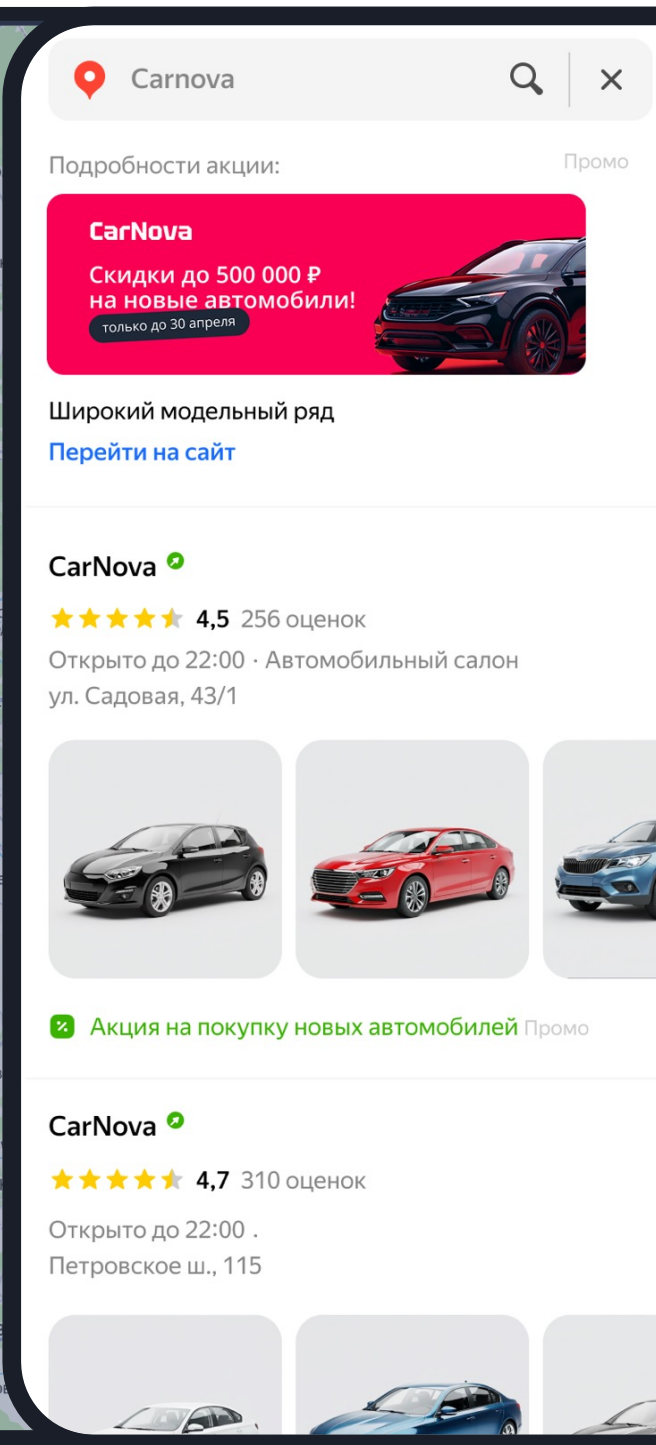 Carnova
Подробности акции:
Промо
CarNova
Скидки до 500 000 ₽
на новые автомобили!
только до 30 апреля
Широкий модельный ряд
Перейти на сайт
CarNova
4,5 256 оценок
Открыто до 22:00 · Автомобильный салон
ул. Садовая, 43/1
Акция на покупку новых автомобилей Промо
CarNova
4,7 310 оценок
Открыто до 22:00 .
Петровское ш., 115